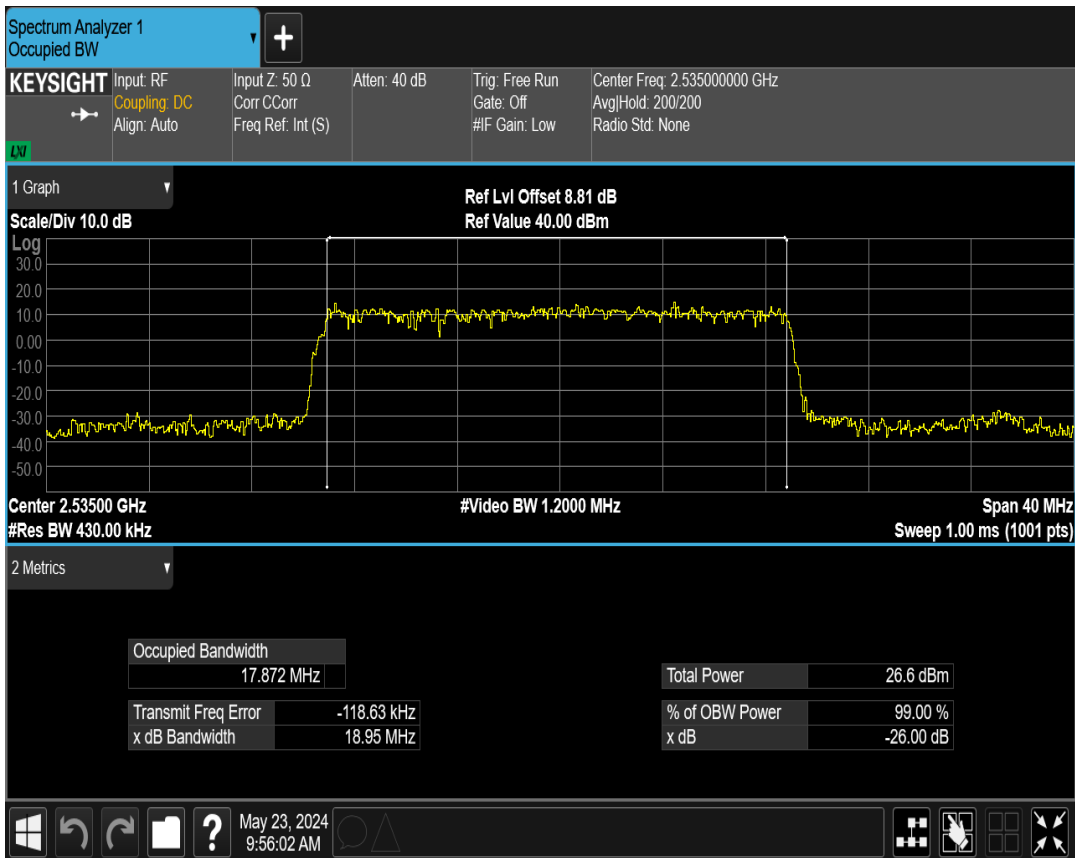 Spectrum Analyzer 1
Occupied BW
KEYSIGHT
LXI
Input: RF
Coupling: DC
Align: Auto
Input Z: 50 Ω
Corr CCorr
Freq Ref: Int (S)
Atten: 40 dB
Trig: Free Run
Gate: Off
#IF Gain: Low
Center Freq: 2.535000000 GHz
Avg|Hold: 200/200
Radio Std: None
1 Graph
Scale/Div 10.0 dB
Ref Lvl Offset 8.81 dB
Ref Value 40.00 dBm
Log
30.0
20.0
10.0
0.00
-10.0
-20.0
-30.0
-40.0
-50.0
Center 2.53500 GHz
#Video BW 1.2000 MHz
Span 40 MHz
#Res BW 430.00 kHz
Sweep 1.00 ms (1001 pts)
2 Metrics
Occupied Bandwidth
17.872 MHz
Total Power 26.6 dBm
Transmit Freq Error -118.63 kHz
% of OBW Power 99.00 %
x dB Bandwidth 18.95 MHz
x dB -26.00 dB
?
May 23, 2024
9:56:02 AM